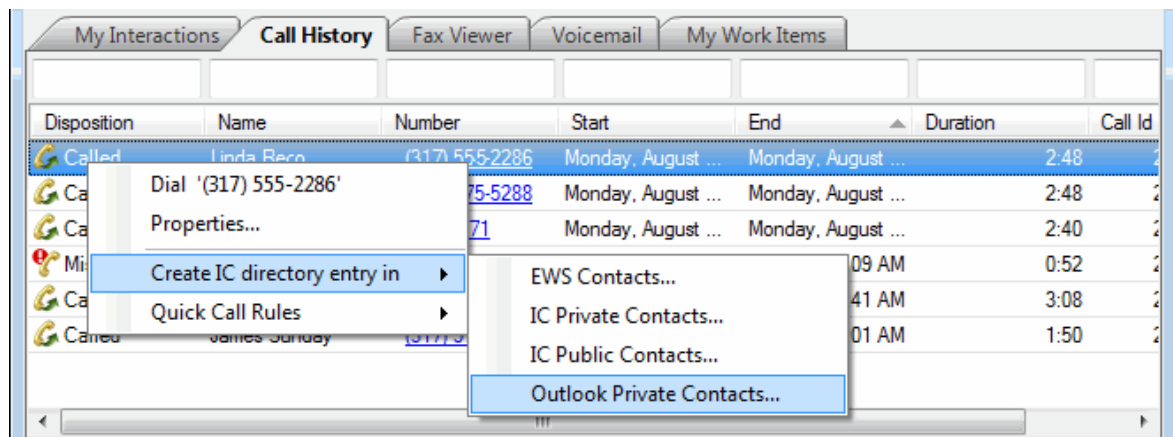 My Interactions Call History Fax Viewer Voicemail My Work Items
Disposition Name Number Start End Duration Call Id
Called Linda Reco (317) 555-2286 Monday, August ... Monday, August ... 2:48
Dial '(317) 555-2286'
75-5288 Monday, August ... Monday, August ... 2:48
Properties...
71 Monday, August ... Monday, August ... 2:40
Create IC directory entry in
09 AM 0:52
EWS Contacts...
41 AM 3:08
Quick Call Rules
IC Private Contacts...
Called James Sunday 01 AM 1:50
IC Public Contacts...
Outlook Private Contacts...